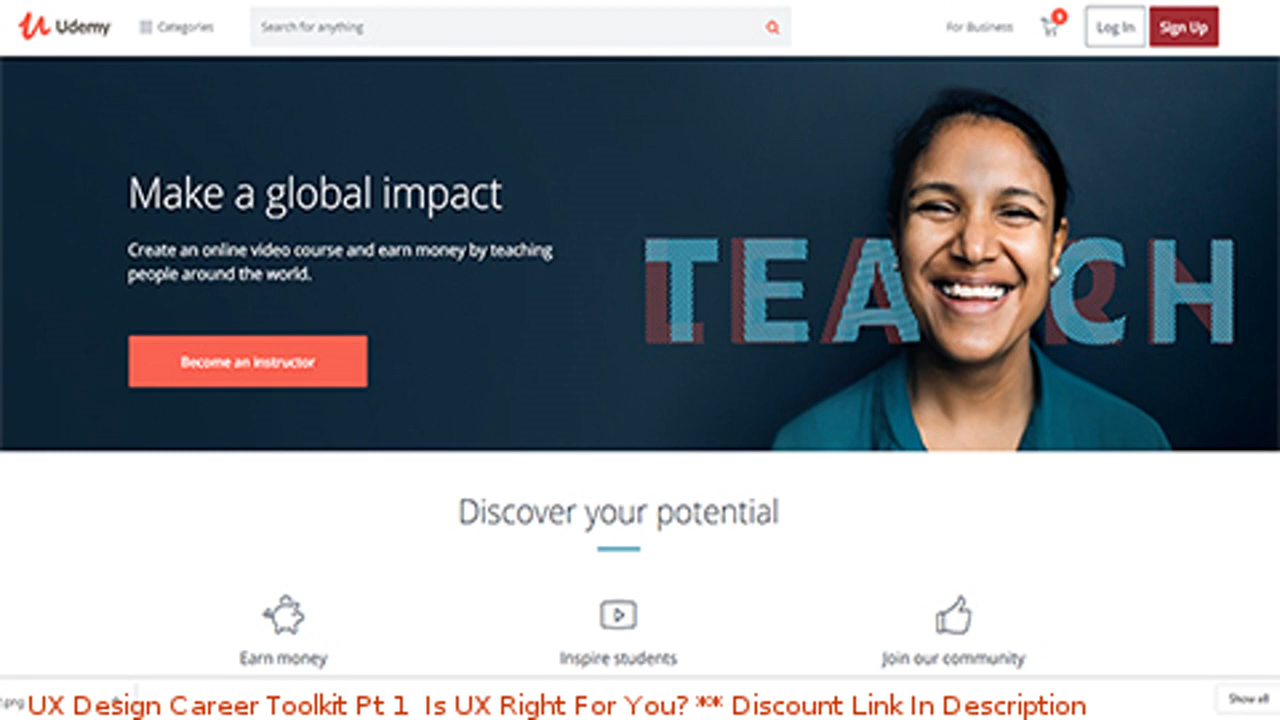 Udemy
Categories
Search for anything
For Business
Log In
Sign Up
Make a global impact
Create an online video course and earn money by teaching
people around the world.
TEACH
Become an instructor
Discover your potential
Earn money
Inspire students
Join our community
.png
UX Design Career Toolkit Pt 1 Is UX Right For You? ** Discount Link In Description
Show all